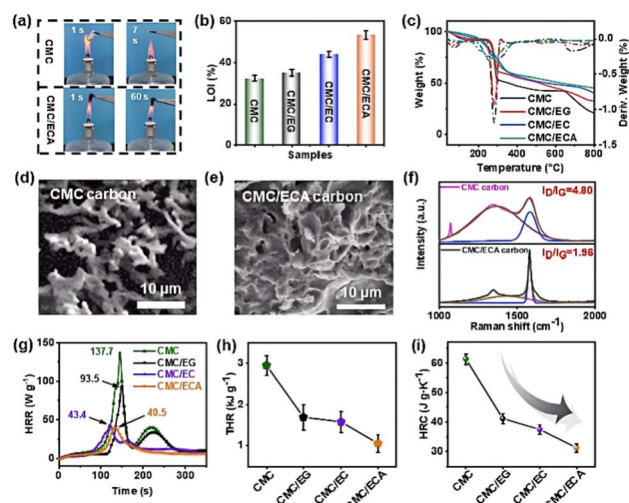 (a)
CMC
1 s
7
s
CMC/ECA
1 s
60 s
(b)
LOI (%)
60
40
20
0
CMC
CMC/EG
CMC/EC
CMC/ECA
Samples
(c)
Weight (%)
100
50
0
0.0
-0.5
-1.0
-1.5
Deriv. Weight (%)
CMC
CMC/EG
CMC/EC
CMC/ECA
0 200 400 600 800
Temperature (°C)
(d)
CMC carbon
10 μm
(e)
CMC/ECA carbon
10 μm
(f)
Intensity (a.u.)
CMC carbon
ID/IG=4.80
CMC/ECA carbon
ID/IG=1.96
1000 1500 2000
Raman shift (cm⁻¹)
(g)
HRR (W g⁻¹)
150
100
50
0
137.7
93.5
43.4
40.5
CMC
CMC/EG
CMC/EC
CMC/ECA
0 100 200 300
Time (s)
(h)
THR (kJ g⁻¹)
3
2
1
CMC
CMC/EG
CMC/EC
CMC/ECA
(i)
HRC (J g·K⁻¹)
60
50
40
30
CMC
CMC/EG
CMC/EC
CMC/ECA